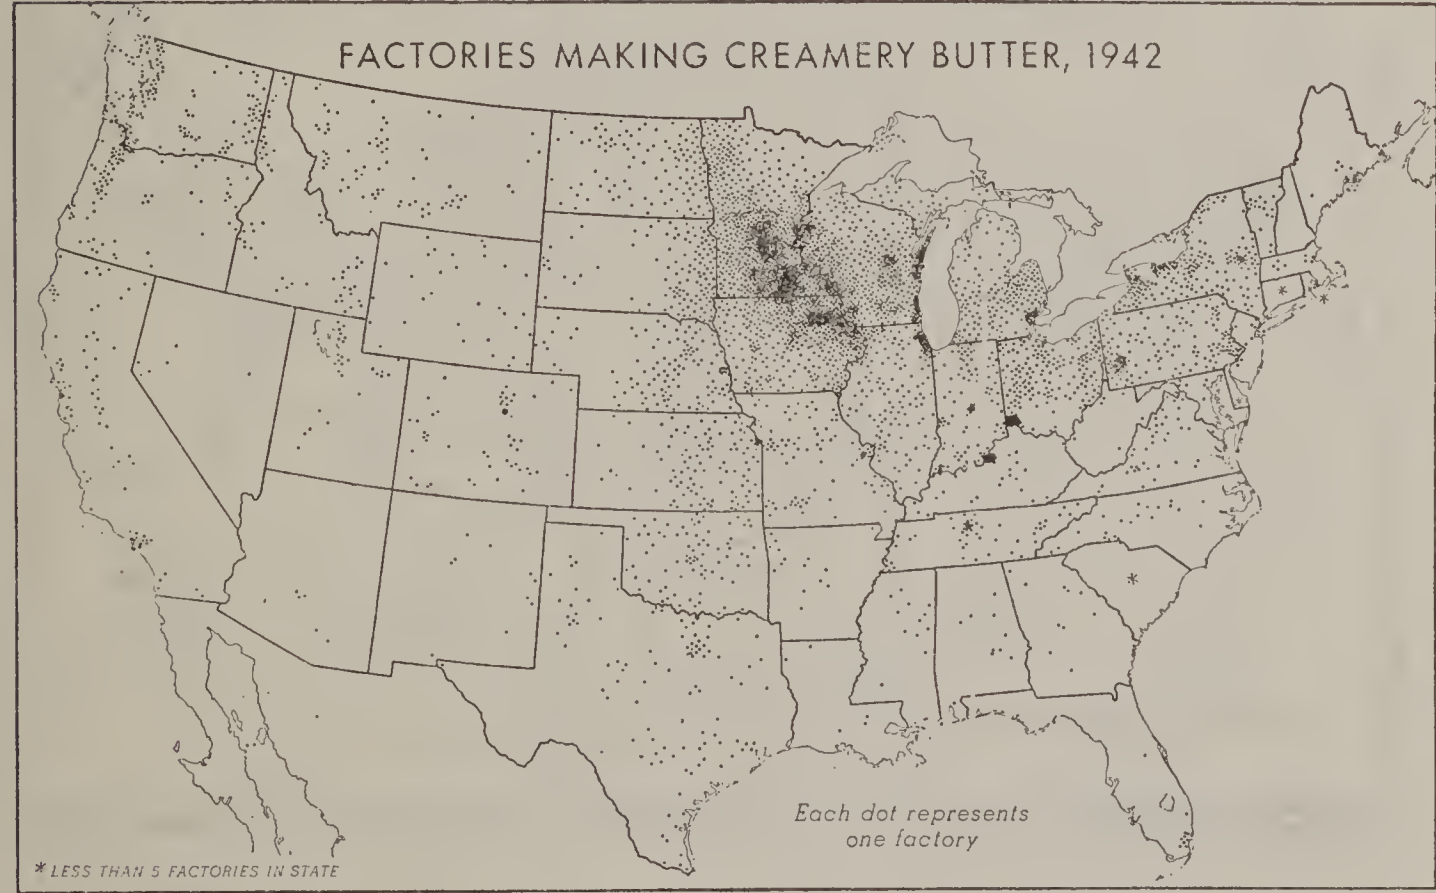 FACTORIES MAKING CREAMERY BUTTER, 1942
Each dot represents
one factory
* LESS THAN 5 FACTORIES IN STATE